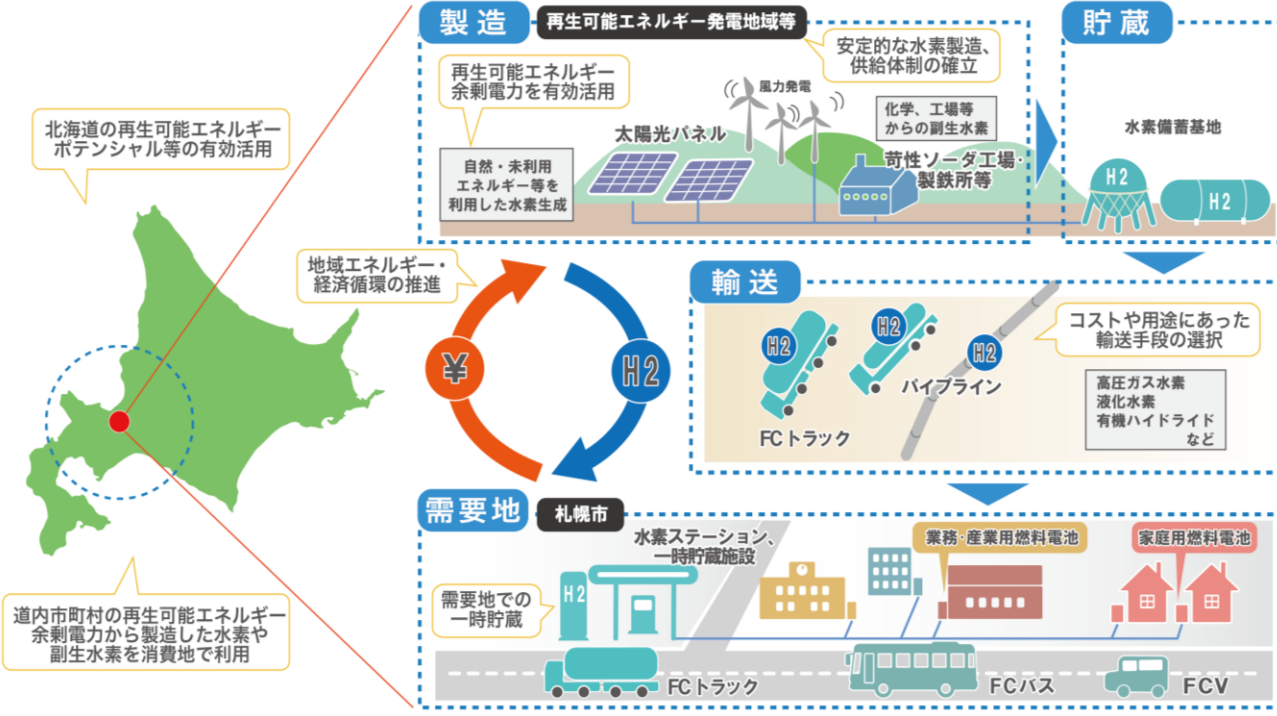 製造
再生可能エネルギー発電地域等
貯蔵
安定的な水素製造、
供給体制の確立
再生可能エネルギー
余剰電力を有効活用
風力発電
化学、工場等
からの副生水素
太陽光パネル
苛性ソーダ工場・
製鉄所等
自然・未利用
エネルギー等を
利用した水素生成
水素備蓄基地
H2
H2
北海道の再生可能エネルギー
ポテンシャル等の有効活用
地域エネルギー・
経済循環の推進
¥
H2
輸送
H2
H2
H2
FCトラック
パイプライン
コストや用途にあった
輸送手段の選択
高圧ガス水素
液化水素
有機ハイドライド
など
需要地
札幌市
水素ステーション、
一時貯蔵施設
業務・産業用燃料電池
家庭用燃料電池
需要地での
一時貯蔵
H2
FCトラック
FCバス
FCV
道内市町村の再生可能エネルギー
余剰電力から製造した水素や
副生水素を消費地で利用